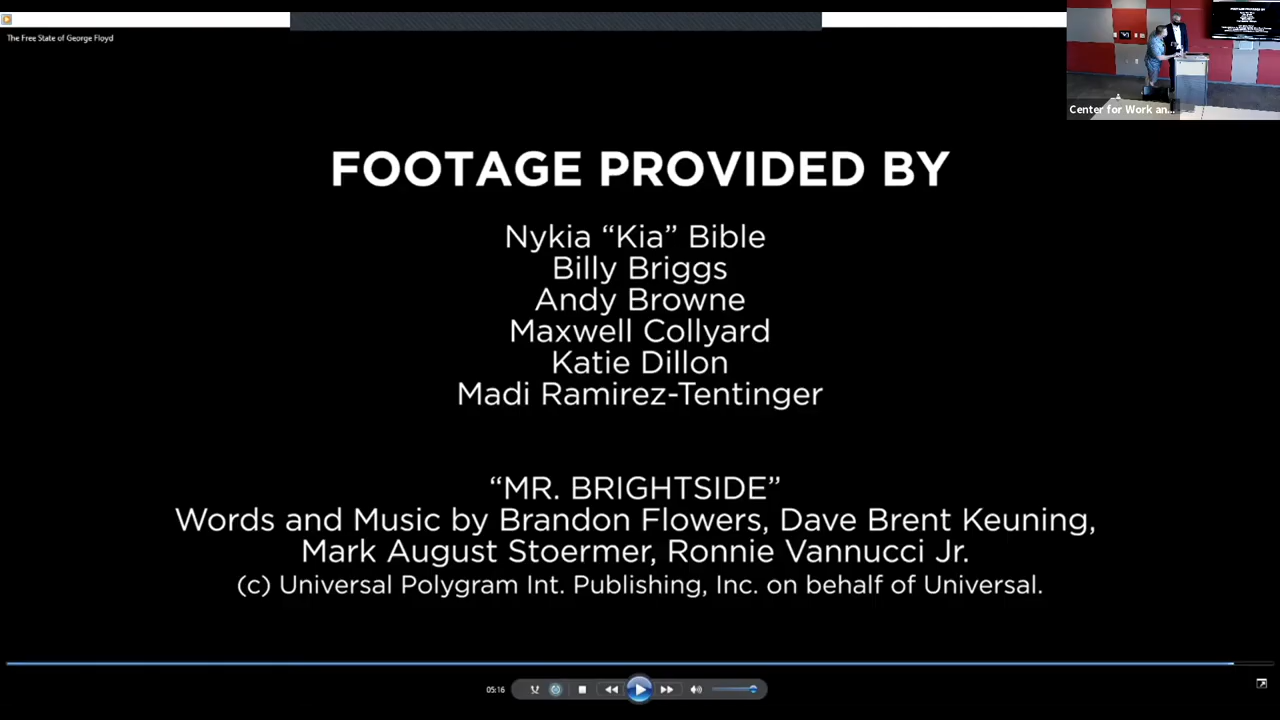 The Free State of George Floyd
Center for Work an...
FOOTAGE PROVIDED BY
Nykia “Kia” Bible
Billy Briggs
Andy Browne
Maxwell Collyard
Katie Dillon
Madi Ramirez-Tentinger
“MR. BRIGHTSIDE”
Words and Music by Brandon Flowers, Dave Brent Keuning,
Mark August Stoermer, Ronnie Vannucci Jr.
(c) Universal Polygram Int. Publishing, Inc. on behalf of Universal.
05:16